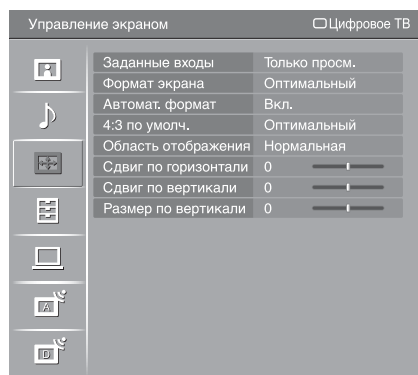 Управление экраном Цифровое ТВ
Заданные входы Только просм.
Формат экрана Оптимальный
Автомат. формат Вкл.
4:3 по умолч. Оптимальный
Область отображения Нормальная
Сдвиг по горизонтали 0
Сдвиг по вертикали 0
Размер по вертикали 0
A
D